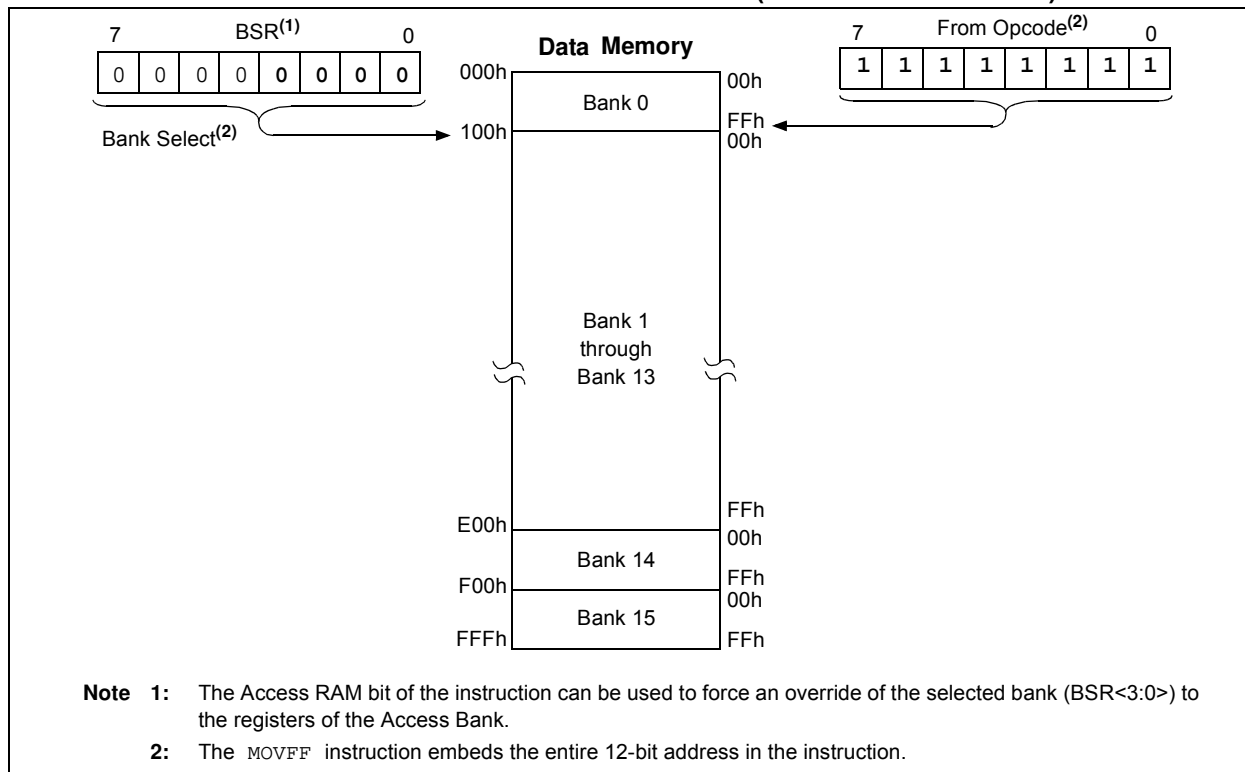 7 BSR(1) 0
0 0 0 0 0 0 0 0
Bank Select(2)
Data Memory
7 From Opcode(2) 0
1 1 1 1 1 1 1 1
000h
00h
Bank 0
FFh
100h
00h
Bank 1
through
Bank 13
FFh
E00h
00h
Bank 14
FFh
F00h
00h
Bank 15
FFFh
FFh
Note 1: The Access RAM bit of the instruction can be used to force an override of the selected bank (BSR<3:0>) to
the registers of the Access Bank.
2: The MOVFF instruction embeds the entire 12-bit address in the instruction.